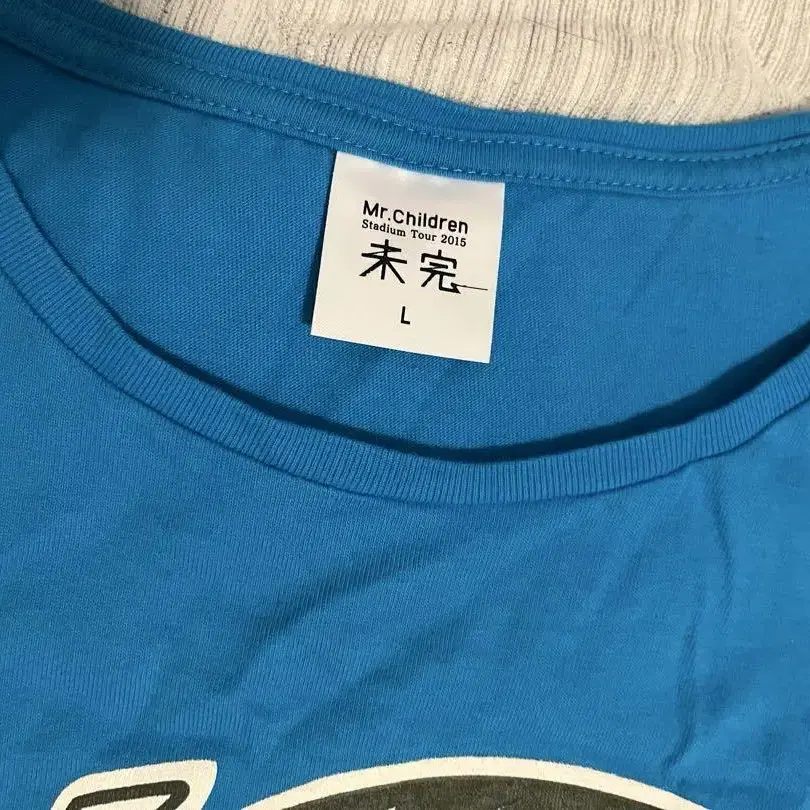 Mr.Children
Stadium Tour 2015
未完
L